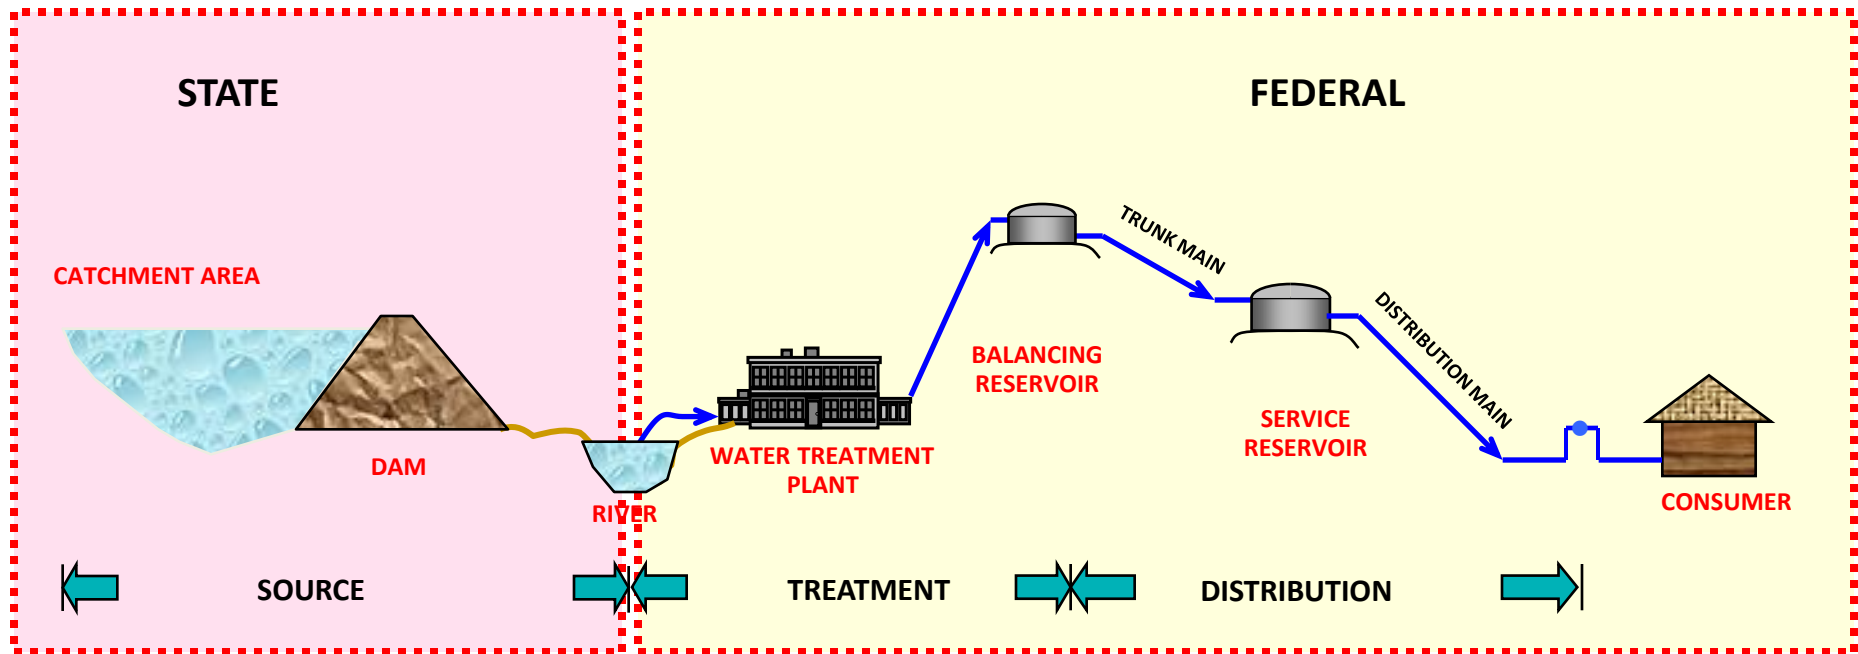 STATE
FEDERAL
CATCHMENT AREA
DAM
RIVER
WATER TREATMENT
PLANT
BALANCING
RESERVOIR
TRUNK MAIN
SERVICE
RESERVOIR
DISTRIBUTION MAIN
CONSUMER
SOURCE
TREATMENT
DISTRIBUTION